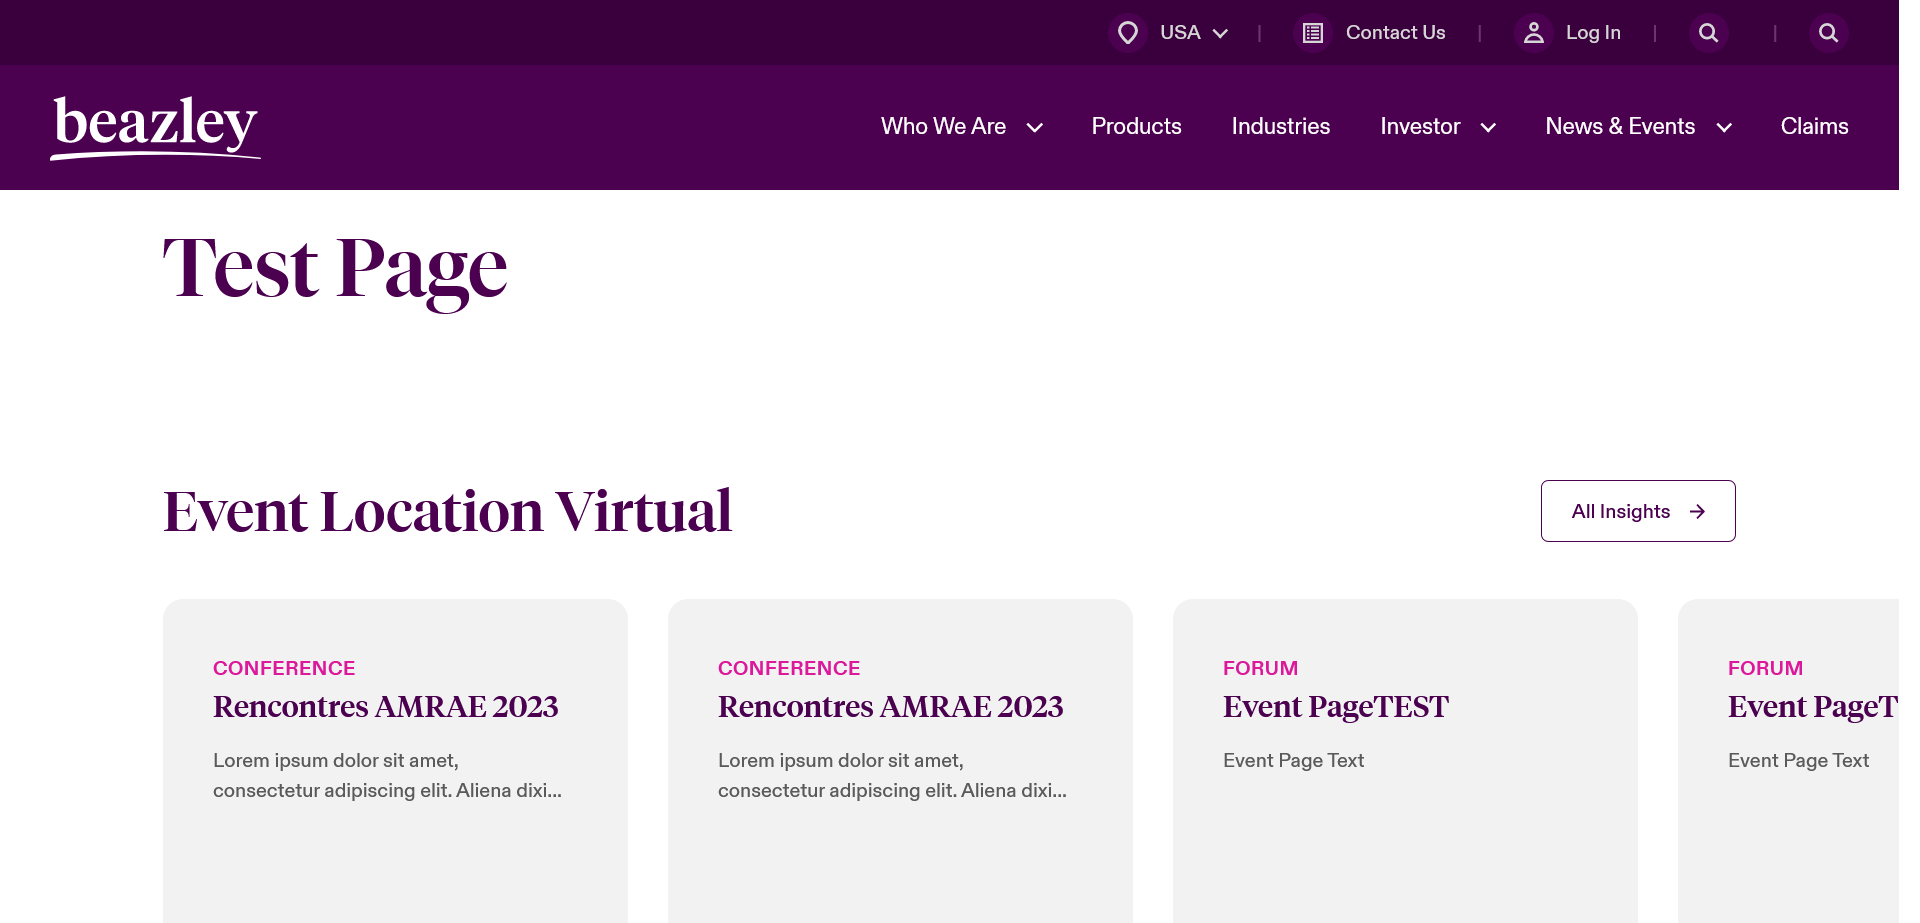 USA
Contact Us
Log In
beazley
Who We Are
Products
Industries
Investor
News & Events
Claims
Test Page
Event Location Virtual
All Insights
CONFERENCE
Rencontres AMRAE 2023
Lorem ipsum dolor sit amet,
consectetur adipiscing elit. Aliena dixi...
CONFERENCE
Rencontres AMRAE 2023
Lorem ipsum dolor sit amet,
consectetur adipiscing elit. Aliena dixi...
FORUM
Event PageTEST
Event Page Text
FORUM
Event PageT
Event Page Text